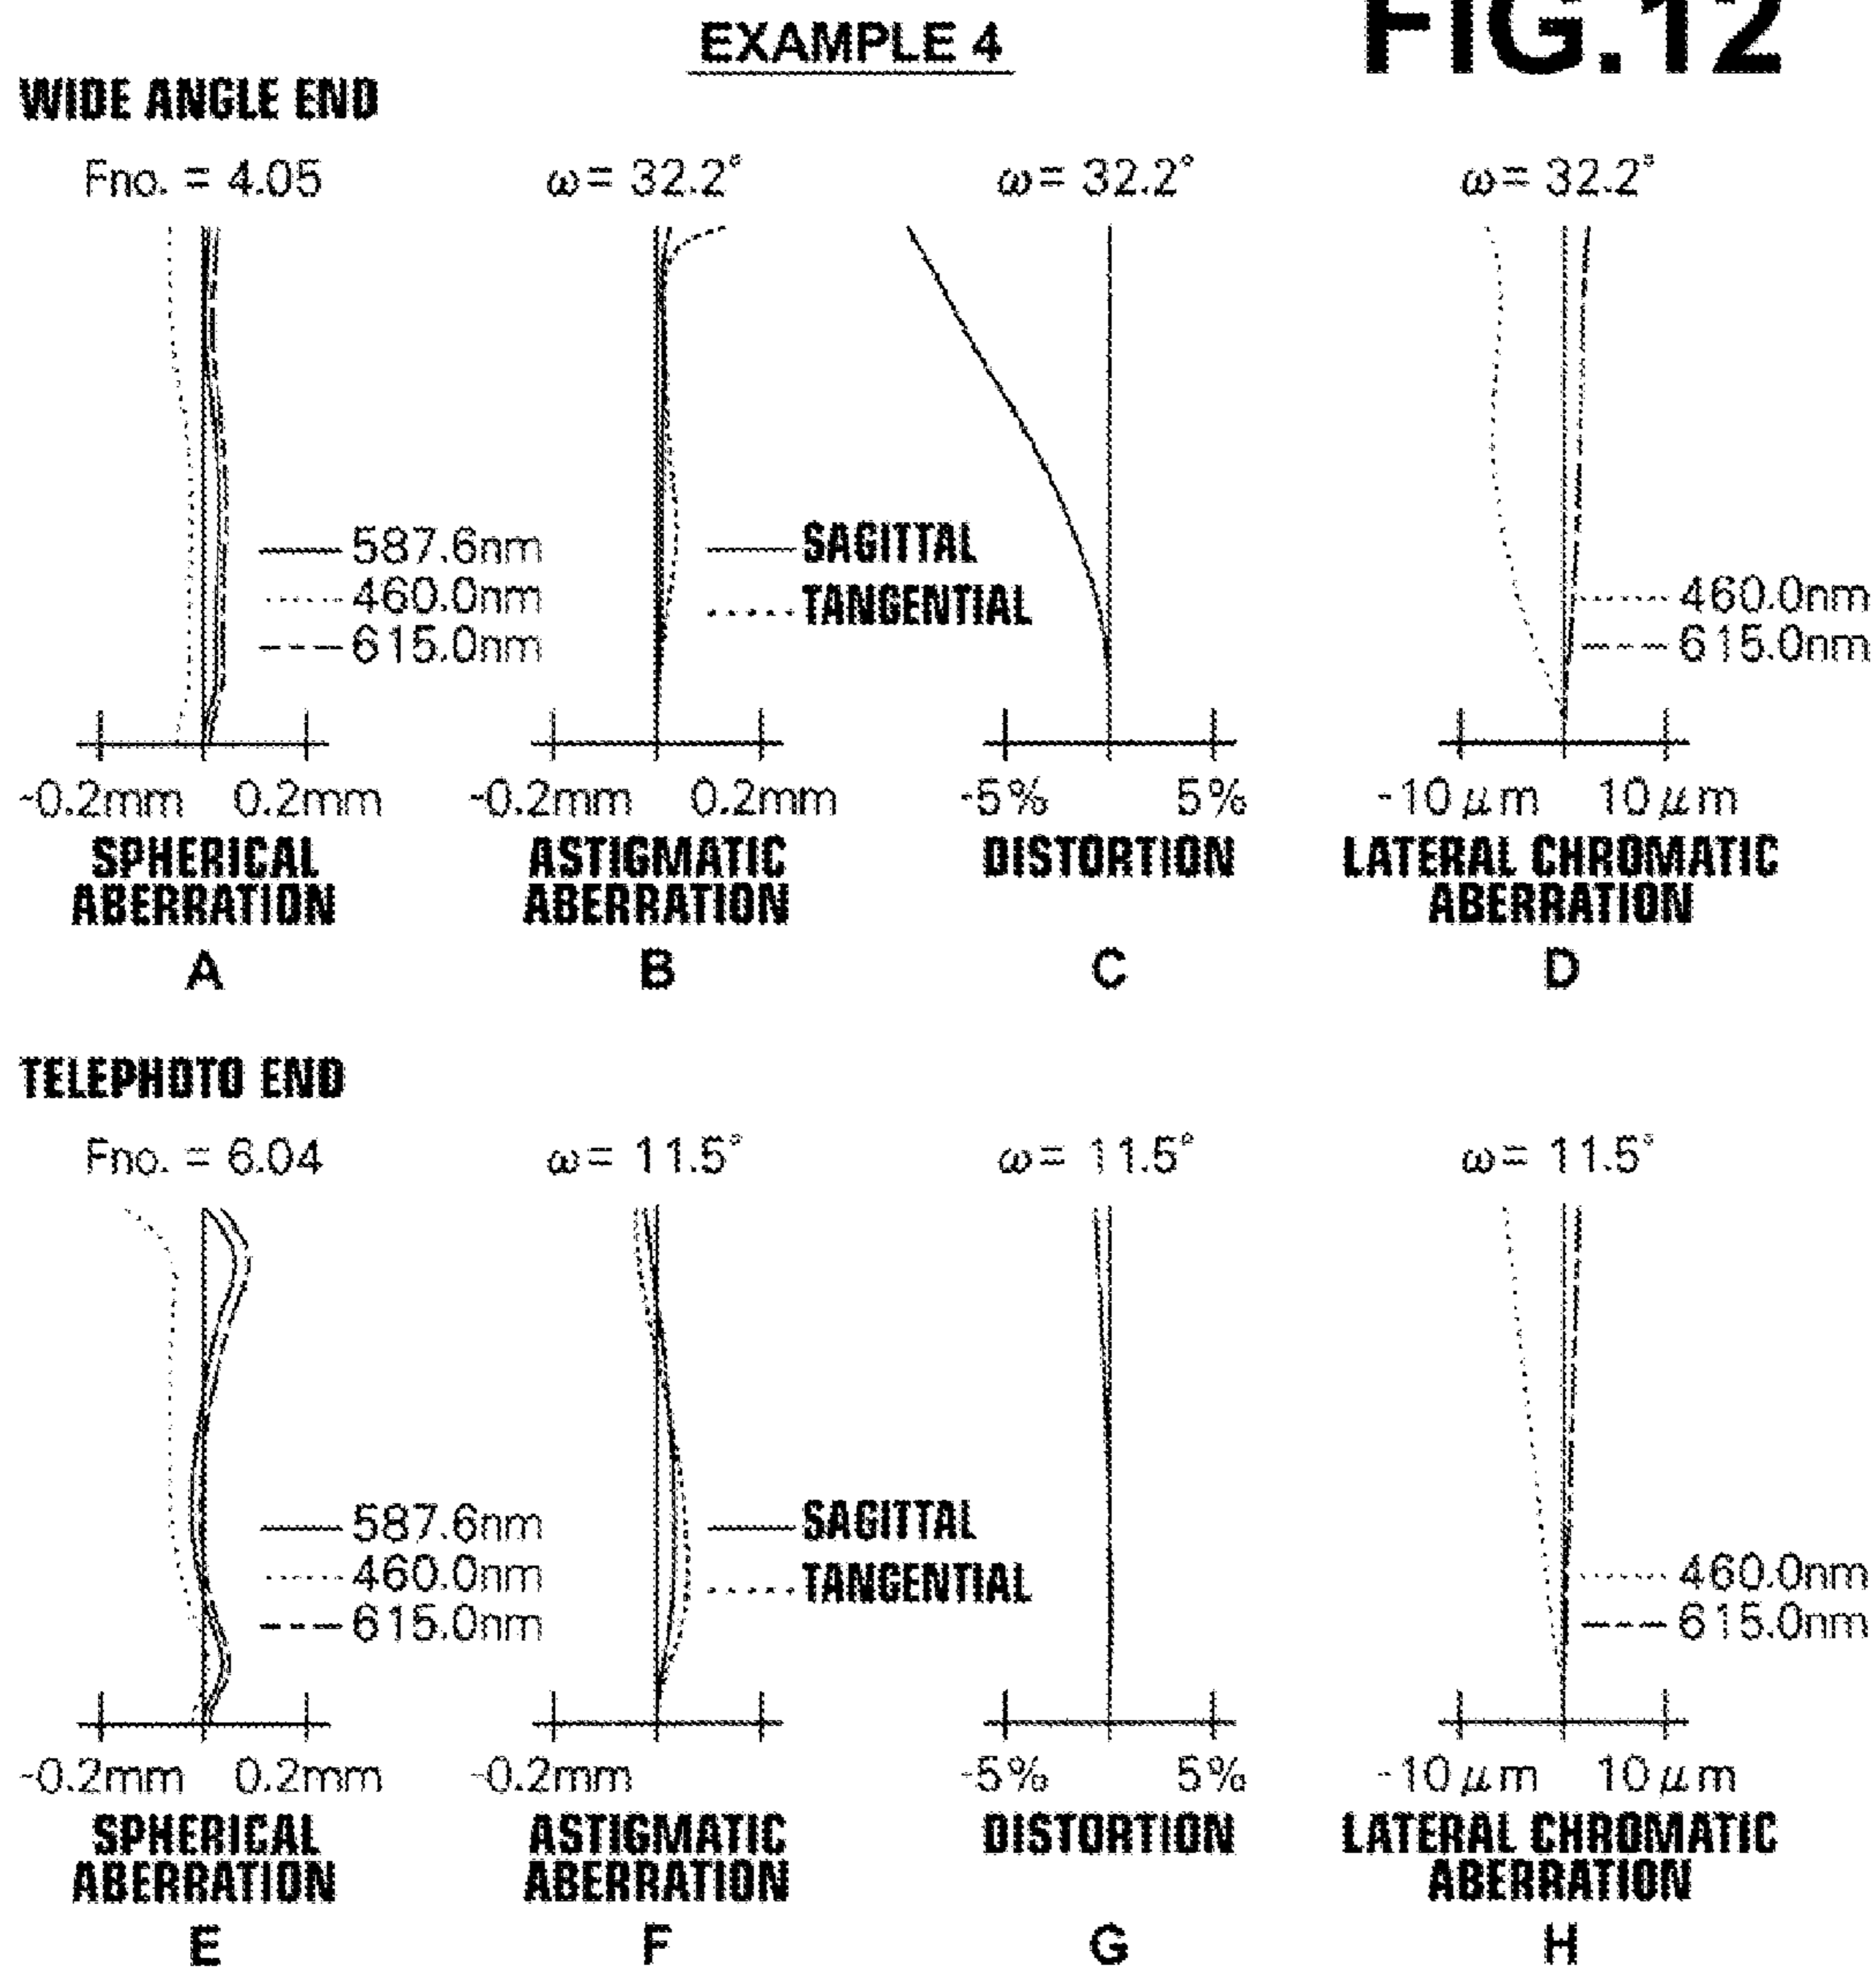 FIG.12
EXAMPLE 4
WIDE ANGLE END
Fno. = 4.05
ω= 32.2°
ω= 32.2°
ω= 32.2°
587.6nm
460.0nm
615.0nm
SAGITTAL
TANGENTIAL
460.0nm
615.0nm
-0.2mm 0.2mm
-0.2mm 0.2mm
-5% 5%
-10μm 10μm
SPHERICAL
ABERRATION
ASTIGMATIC
ABERRATION
DISTORTION
LATERAL CHROMATIC
ABERRATION
A
B
C
D
TELEPHOTO END
Fno. = 6.04
ω= 11.5°
ω= 11.5°
ω= 11.5°
587.6nm
460.0nm
615.0nm
SAGITTAL
TANGENTIAL
460.0nm
615.0nm
-0.2mm 0.2mm
-0.2mm
-5% 5%
-10μm 10μm
SPHERICAL
ABERRATION
ASTIGMATIC
ABERRATION
DISTORTION
LATERAL CHROMATIC
ABERRATION
E
F
G
H